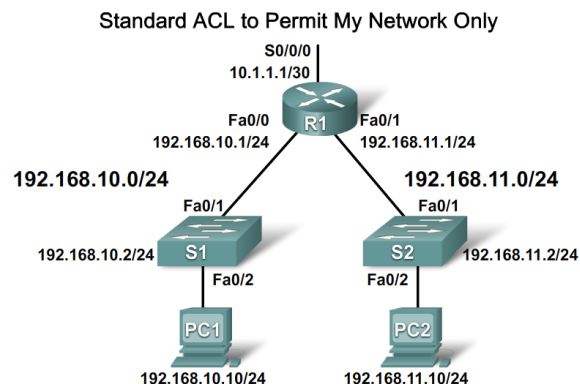 Standard ACL to Permit My Network Only
S0/0/0
10.1.1.1/30
Fa0/0
R1
Fa0/1
192.168.10.1/24
192.168.11.1/24
192.168.10.0/24
192.168.11.0/24
Fa0/1
Fa0/1
192.168.10.2/24
S1
S2
192.168.11.2/24
Fa0/2
Fa0/2
PC1
PC2
192.168.10.10/24
192.168.11.10/24